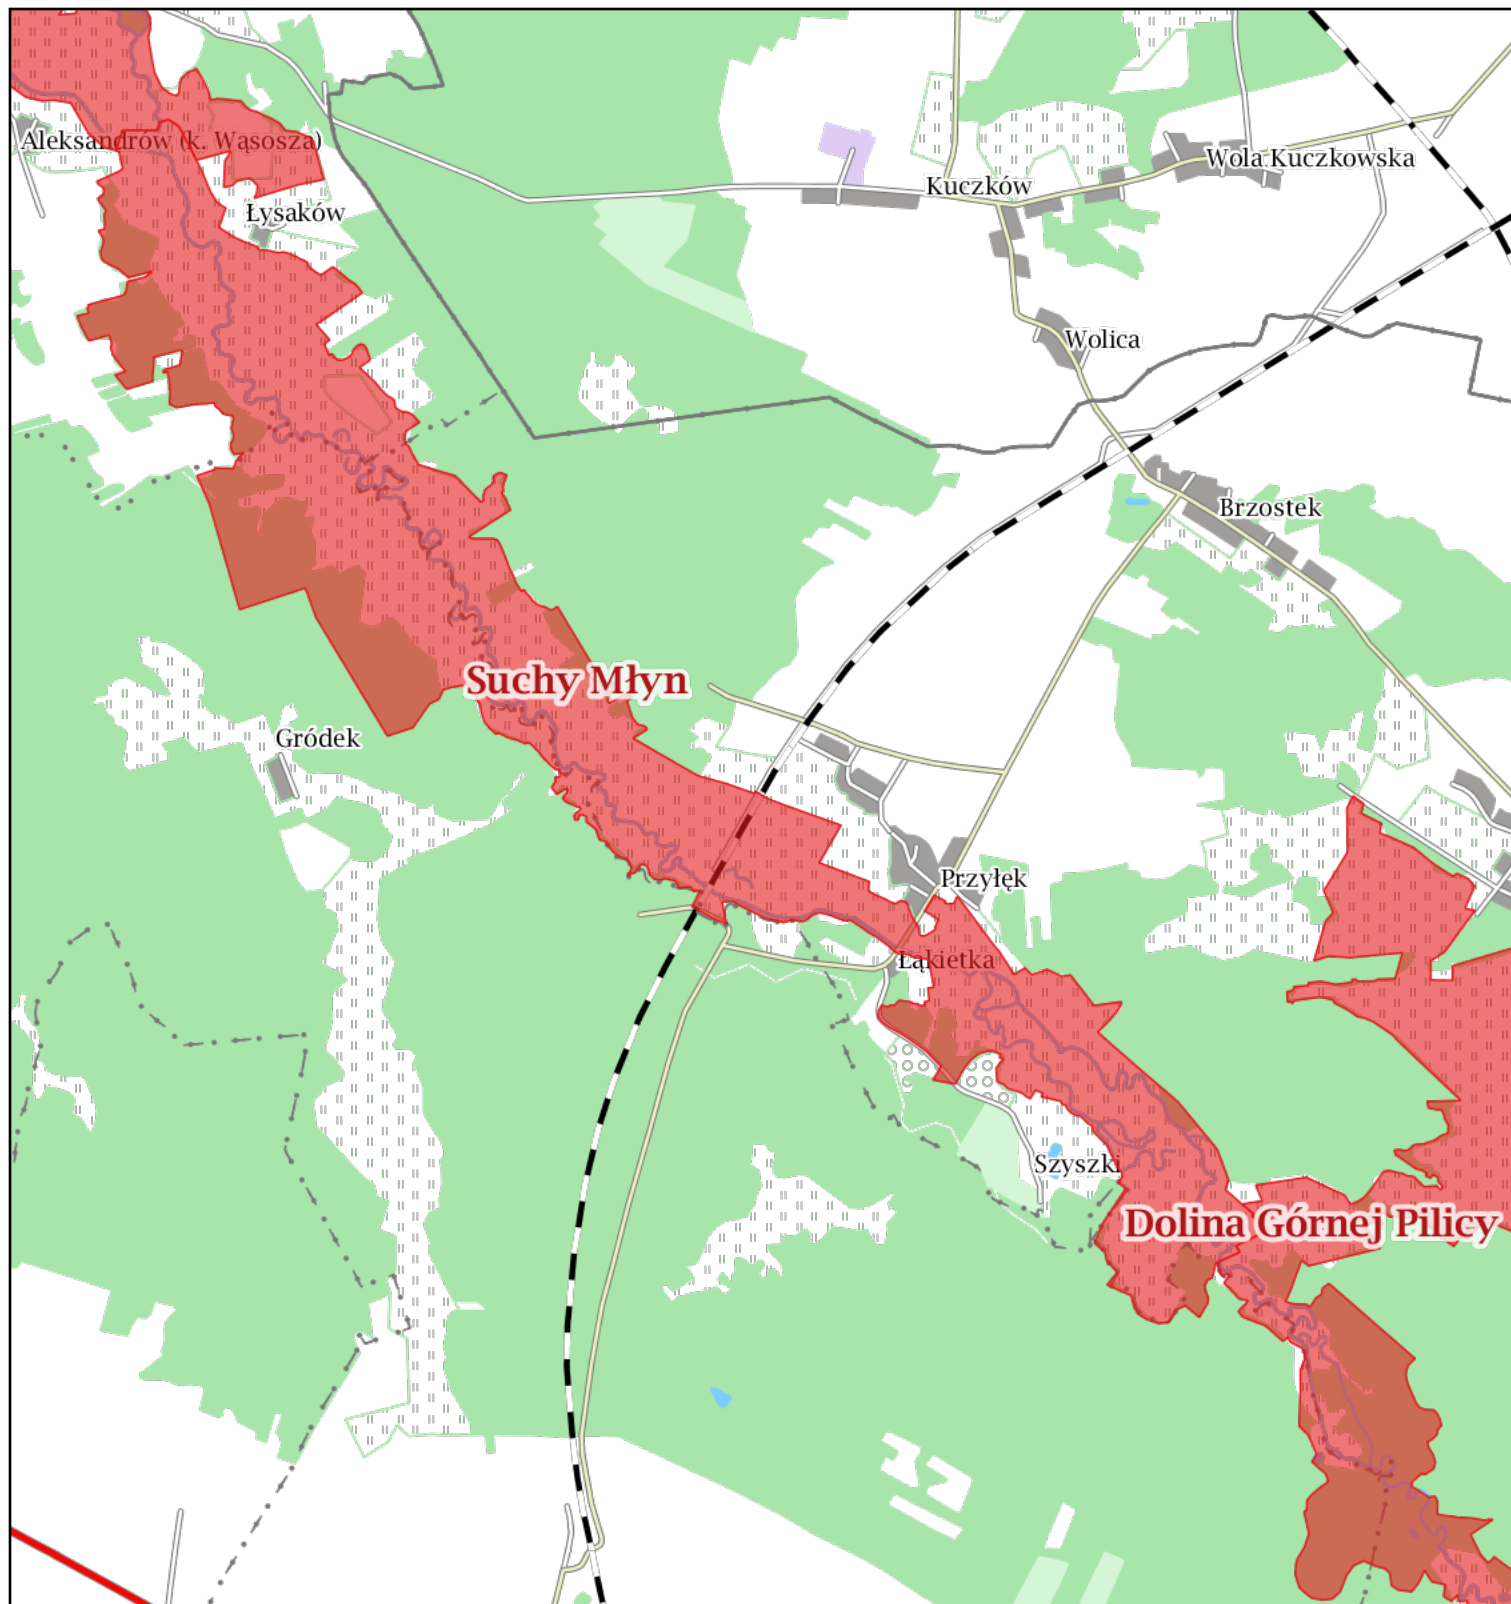 Aleksandrów (k. Wąsosza)
Wola Kuczkowska
Kuczków
Łysaków
Wolica
Brzostek
Suchy Młyn
Gródek
Przyłęk
Łąkietka
Szyszki
Dolina Górnej Pilicy